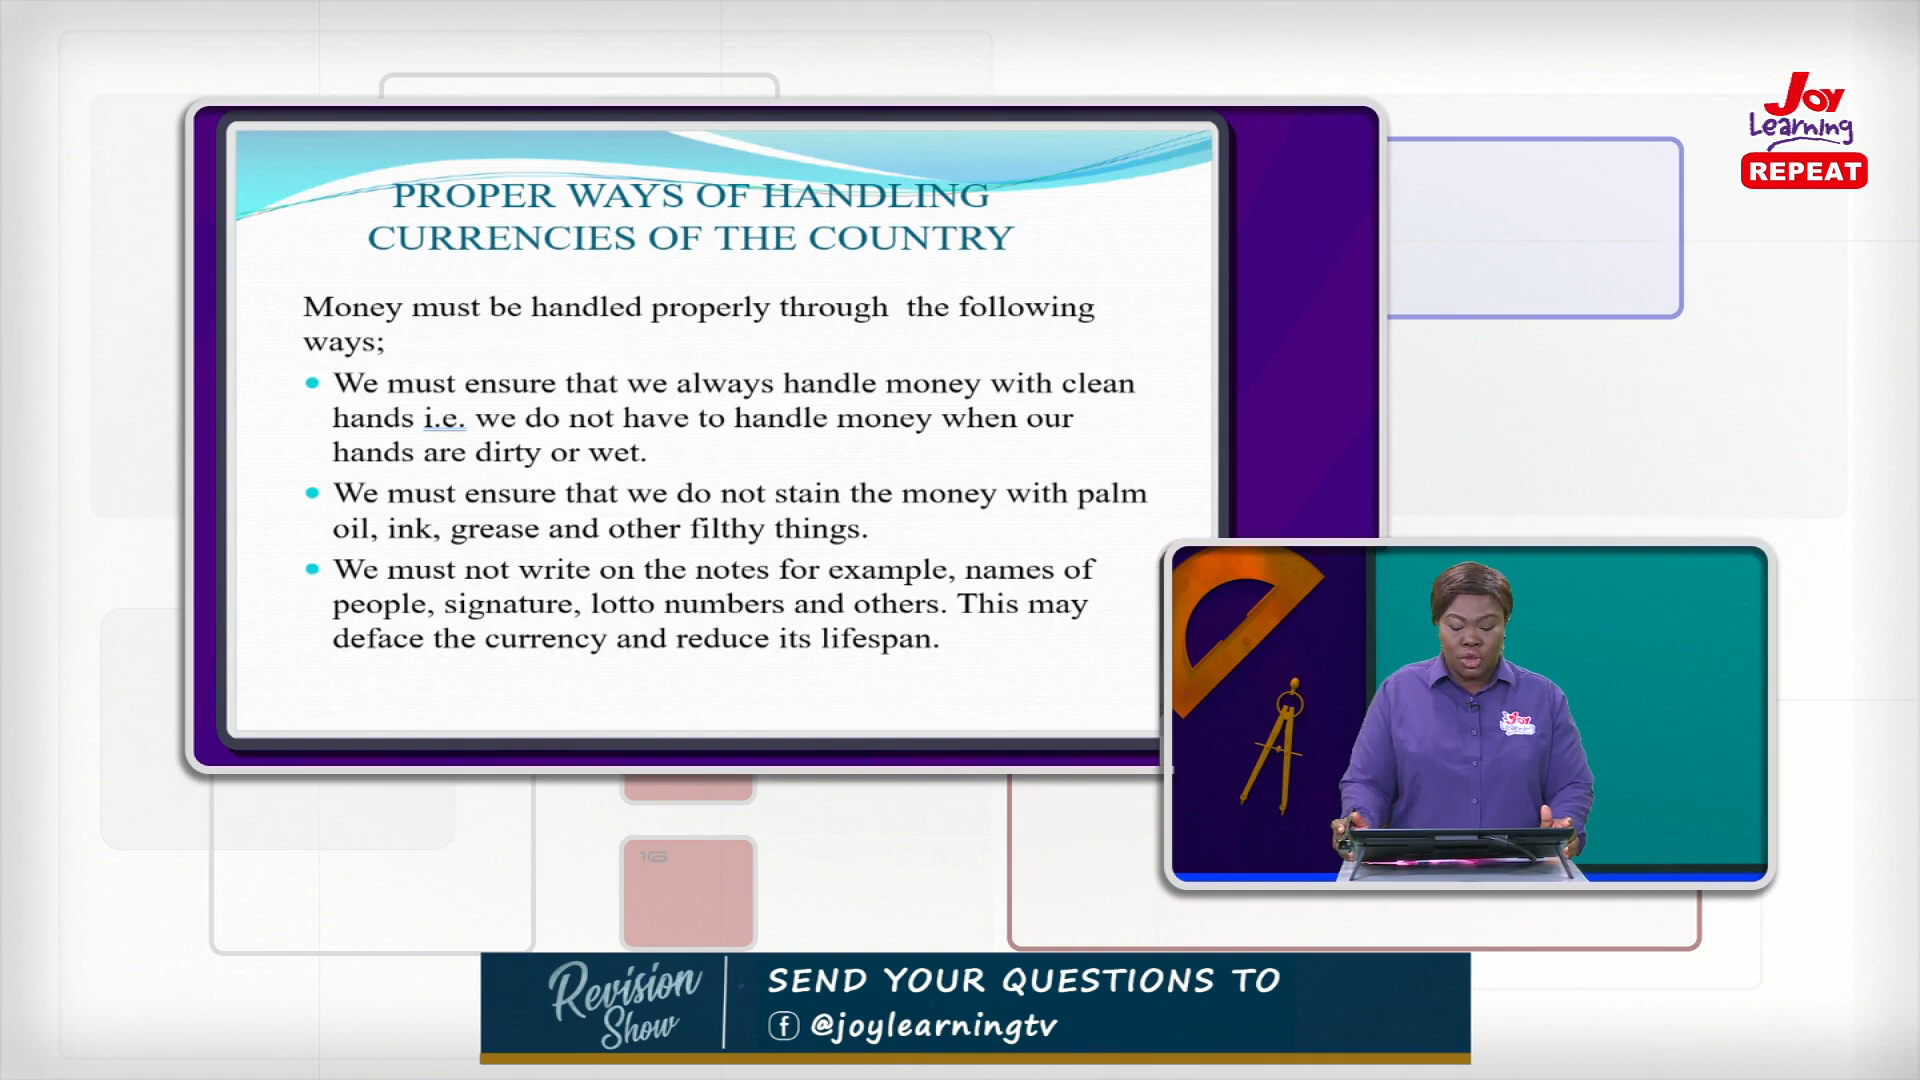 Joy
Learning
REPEAT
PROPER WAYS OF HANDLING
CURRENCIES OF THE COUNTRY
Money must be handled properly through the following
ways;
We must ensure that we always handle money with clean
hands i.e. we do not have to handle money when our
hands are dirty or wet.
We must ensure that we do not stain the money with palm
oil, ink, grease and other filthy things.
We must not write on the notes for example, names of
people, signature, lotto numbers and others. This may
deface the currency and reduce its lifespan.
Joy
Revision
Show
SEND YOUR QUESTIONS TO
@joylearningtv